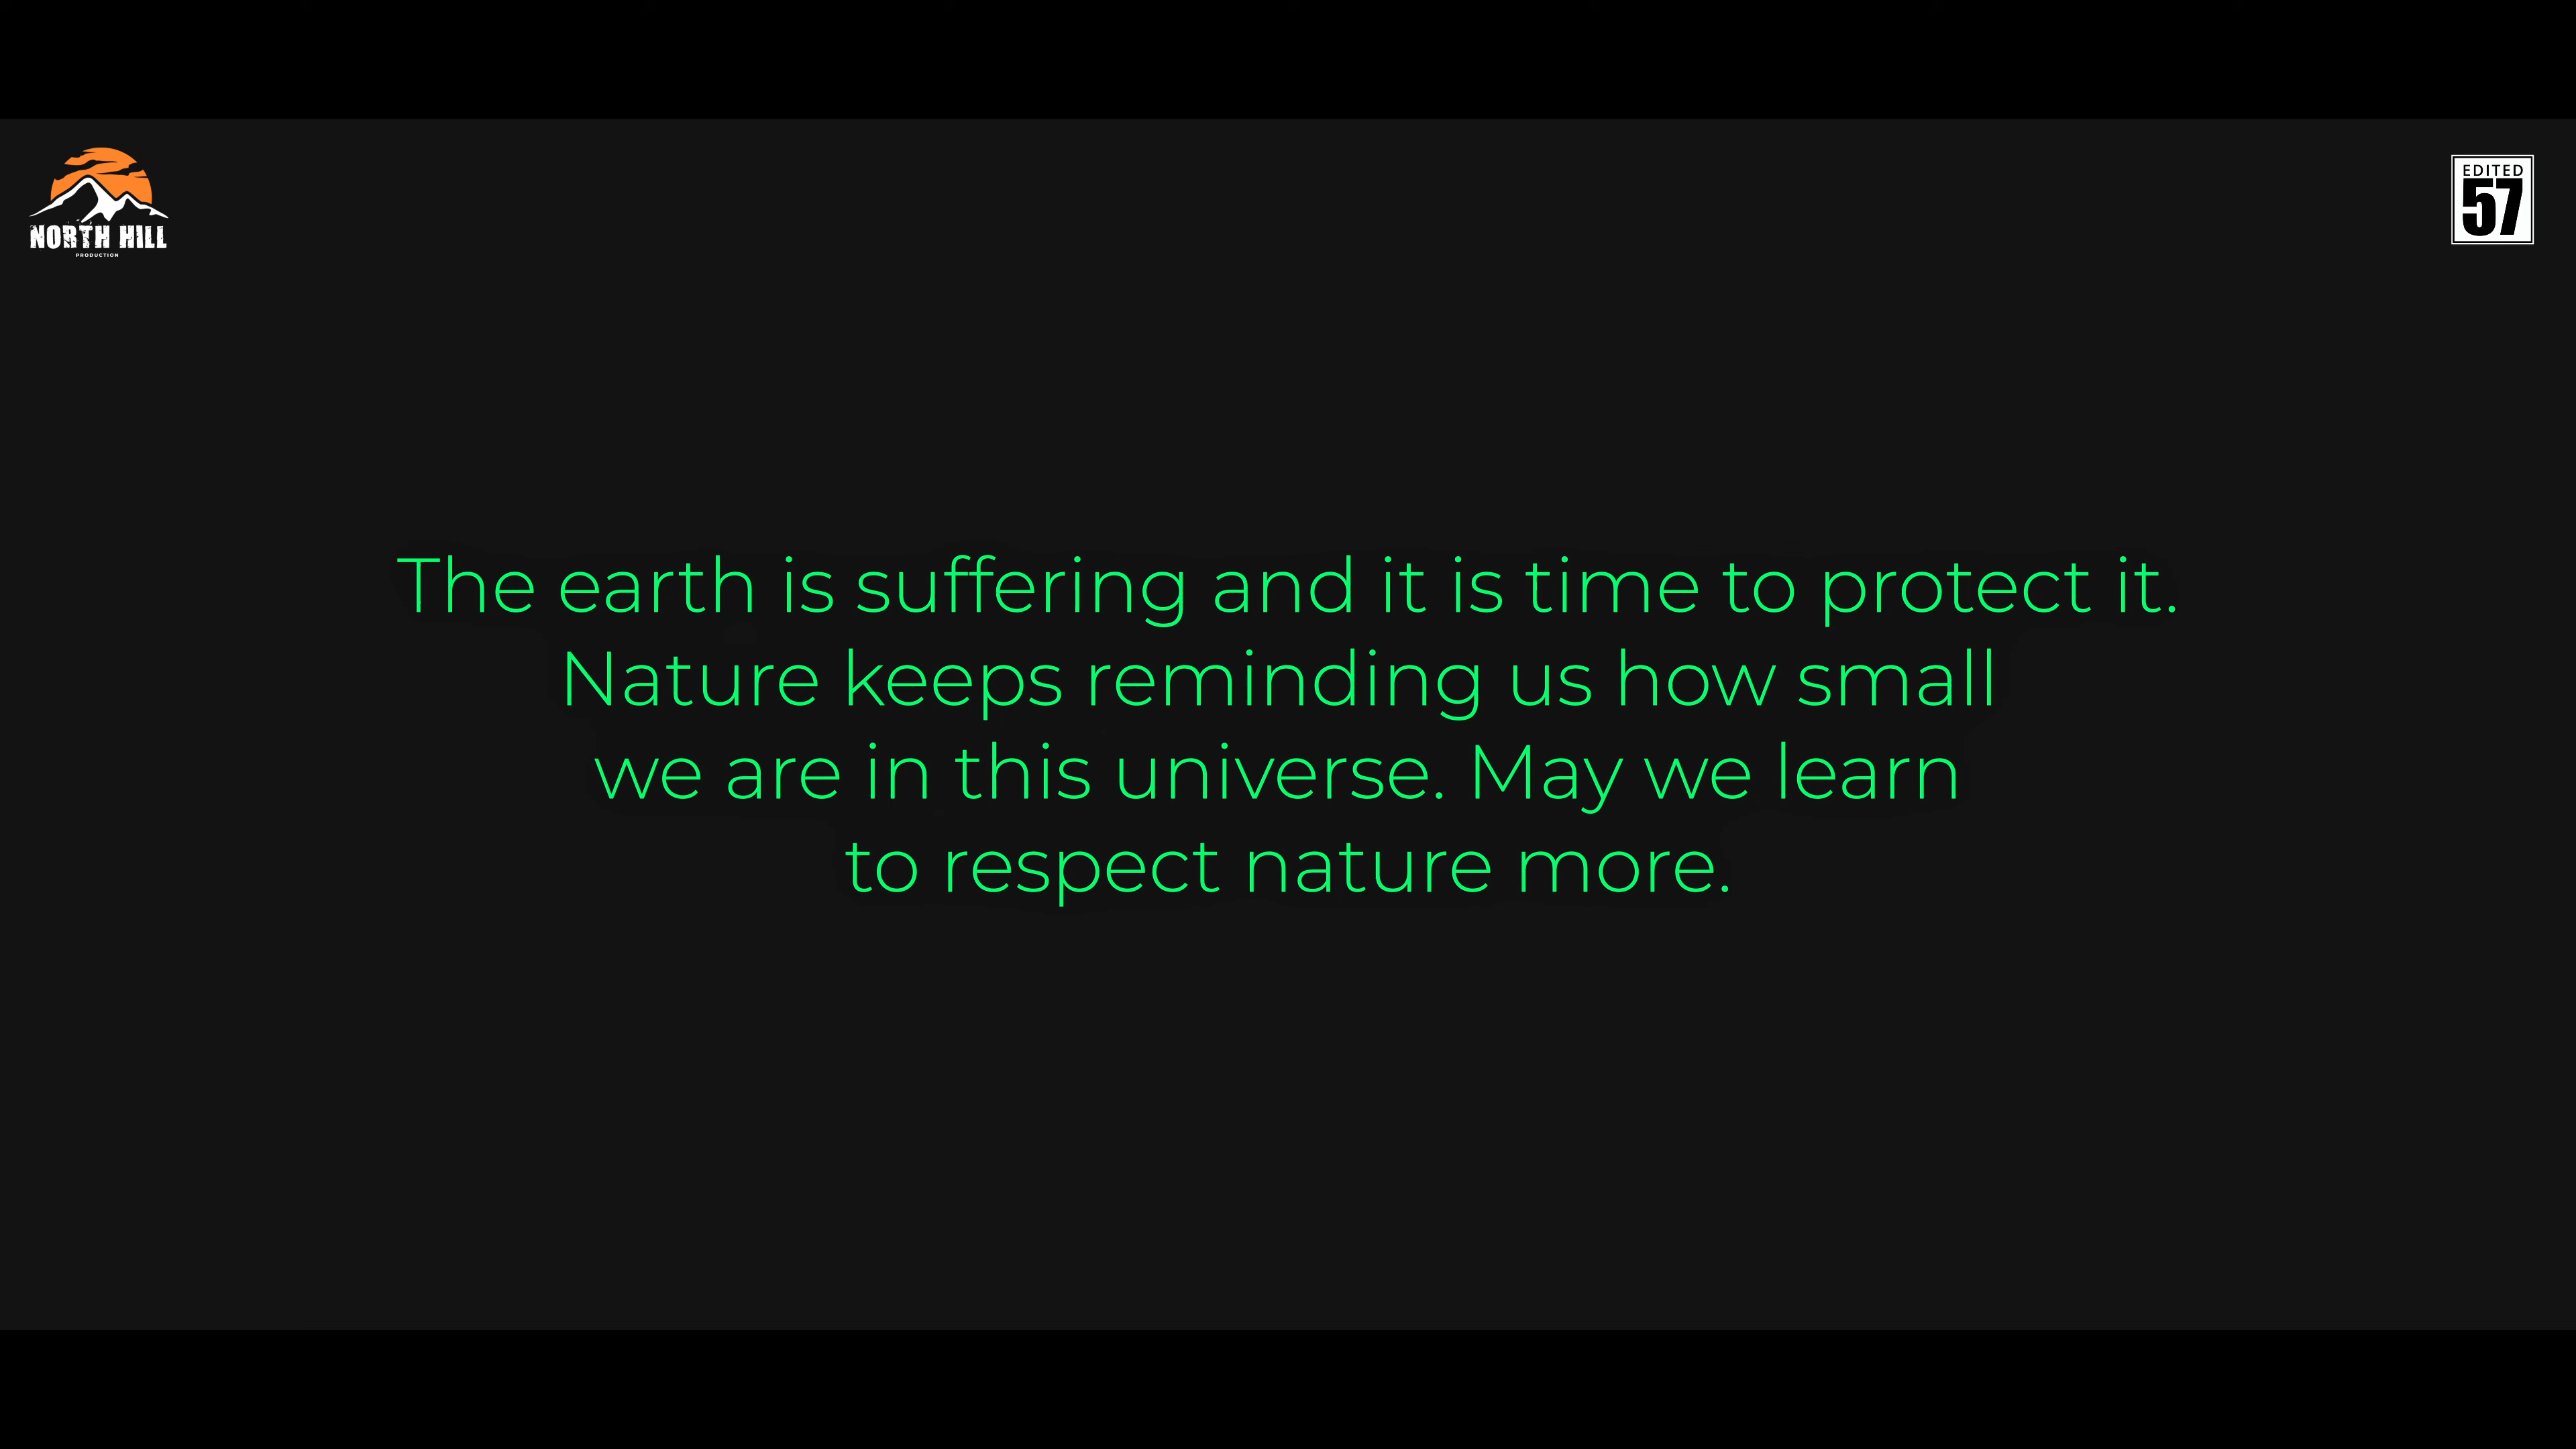 NORTH HILL
PRODUCTION
EDITED
57
The earth is suffering and it is time to protect it.
Nature keeps reminding us how small
we are in this universe. May we learn
to respect nature more.